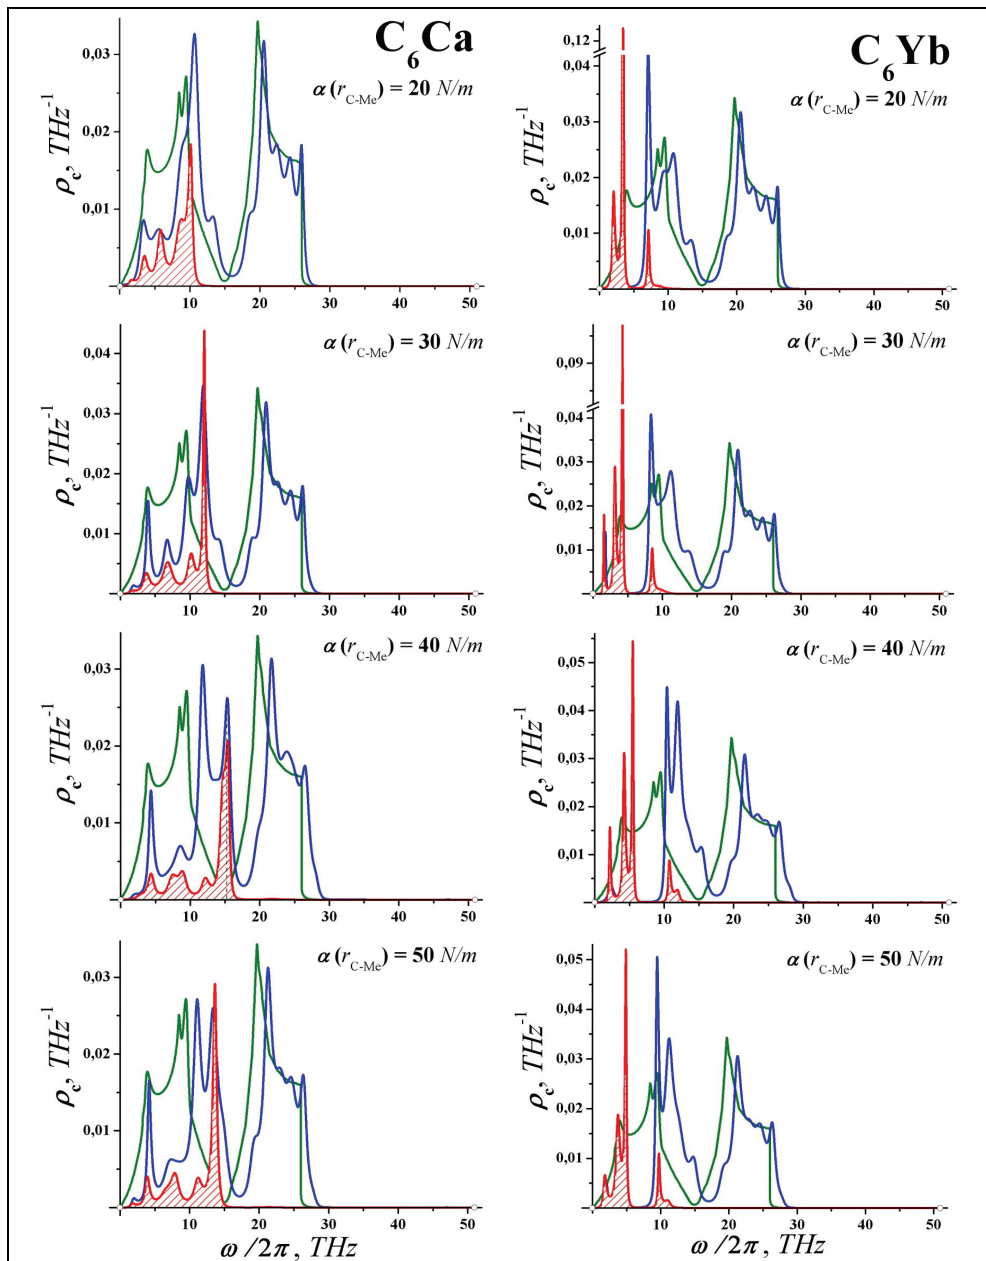 C6Ca
α (rC-Me) = 20 N/m
ρc, THz-1
0,03
0,02
0,01
0 10 20 30 40 50
C6Yb
α (rC-Me) = 20 N/m
ρc, THz-1
0,12
0,04
0,03
0,02
0,01
0 10 20 30 40 50
α (rC-Me) = 30 N/m
ρc, THz-1
0,04
0,03
0,02
0,01
0 10 20 30 40 50
α (rC-Me) = 30 N/m
ρc, THz-1
0,09
0,04
0,03
0,02
0,01
0 10 20 30 40 50
α (rC-Me) = 40 N/m
ρc, THz-1
0,03
0,02
0,01
0 10 20 30 40 50
α (rC-Me) = 40 N/m
ρc, THz-1
0,05
0,04
0,03
0,02
0,01
0 10 20 30 40 50
α (rC-Me) = 50 N/m
ρc, THz-1
0,03
0,02
0,01
0 10 20 30 40 50
ω /2π , THz
α (rC-Me) = 50 N/m
ρc, THz-1
0,05
0,04
0,03
0,02
0,01
0 10 20 30 40 50
ω /2π , THz